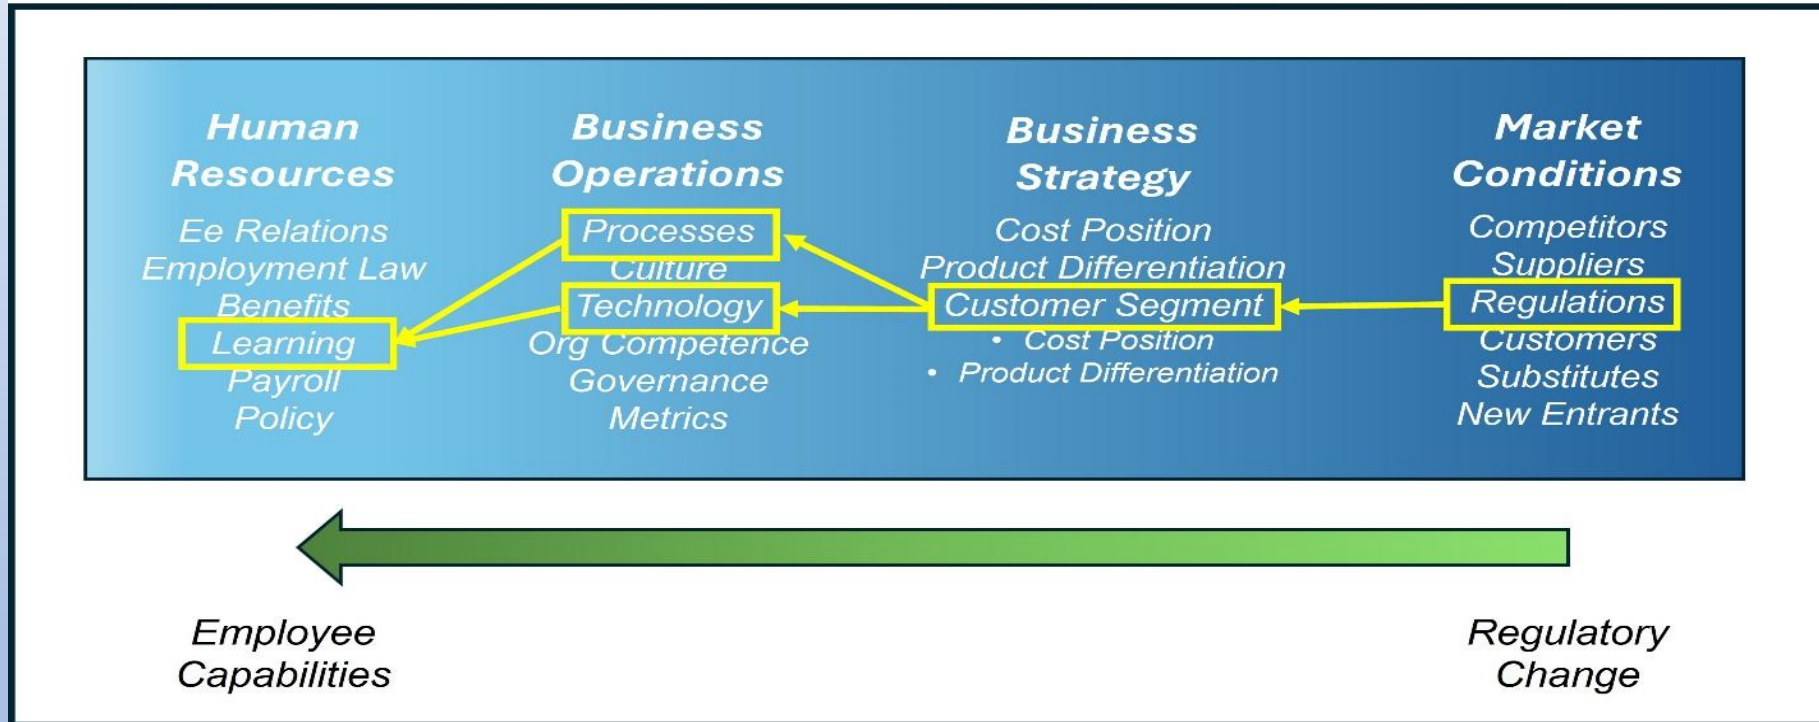 Human
Resources
Ee Relations
Employment Law
Benefits
Learning
Payroll
Policy
Business
Operations
Processes
Culture
Technology
Org Competence
Governance
Metrics
Business
Strategy
Cost Position
Product Differentiation
Customer Segment
• Cost Position
• Product Differentiation
Market
Conditions
Competitors
Suppliers
Regulations
Customers
Substitutes
New Entrants
Employee
Capabilities
Regulatory
Change